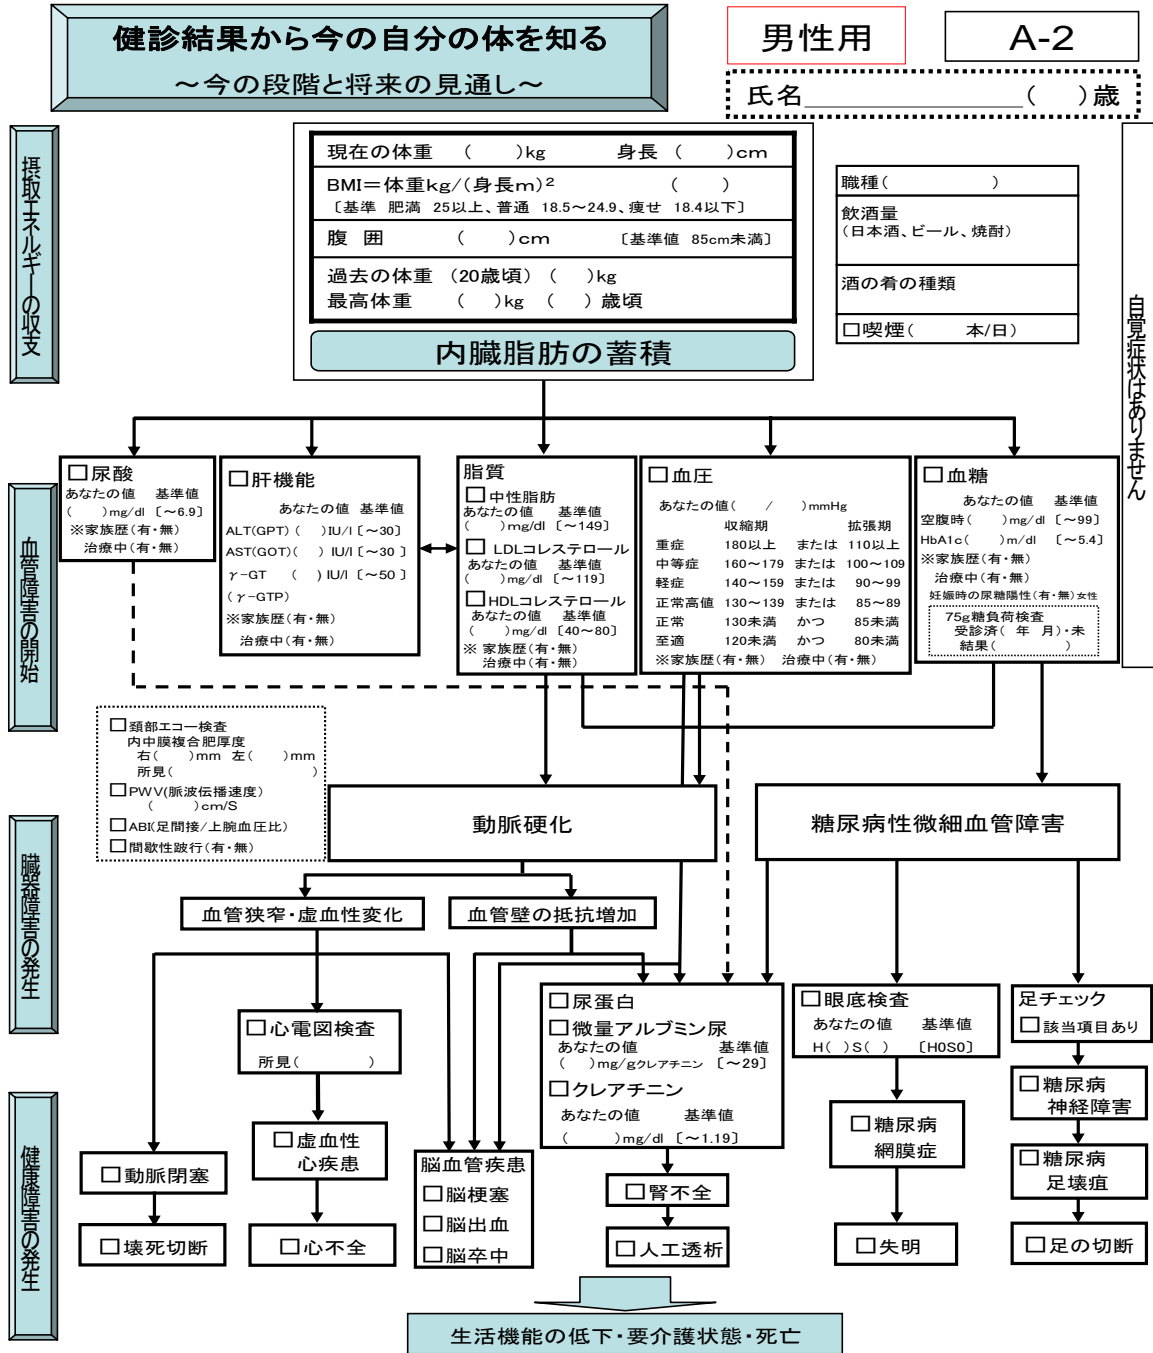 健診結果から今の自分の体を知る
～今の段階と将来の見通し～
男性用
A-2
氏名＿＿＿＿＿＿＿＿＿＿＿(　)歳
摂取エネルギーの収支
現在の体重　(　　)kg　　身長　(　　)cm
BMI＝体重kg/(身長m)²　　　　(　　)
〔基準 肥満 25以上、普通 18.5～24.9、痩せ 18.4以下〕
腹 囲　　(　　)cm　　〔基準値 85cm未満〕
過去の体重　(20歳頃)　(　　)kg
最高体重　　(　　)kg　(　　)歳頃
内臓脂肪の蓄積
職種(　　　　　　)
飲酒量
(日本酒、ビール、焼酎)
酒の肴の種類
□喫煙(　　　本/日)
自覚症状はありません
血管障害の開始
□尿酸
あなたの値　基準値
(　　)mg/dl 〔～6.9〕
※家族歴(有・無)
治療中(有・無)
□肝機能
あなたの値 基準値
ALT(GPT) (　　)IU/l〔～30〕
AST(GOT)(　　) IU/l〔～30 〕
γ-GT　(　　) IU/l〔～50 〕
(γ-GTP)
※家族歴(有・無)
治療中(有・無)
脂質
□中性脂肪
あなたの値　基準値
(　　)mg/dl 〔～149〕
□ LDLコレステロール
あなたの値　基準値
(　　)mg/dl 〔～119〕
□HDLコレステロール
あなたの値　基準値
(　　)mg/dl〔40～80〕
※ 家族歴(有・無)
治療中(有・無)
□血圧
あなたの値(　　/　　)mmHg
収縮期　　　拡張期
重症　180以上　または　110以上
中等症　160～179　または　100～109
軽症　140～159　または　90～99
正常高値　130～139　または　85～89
正常　130未満　かつ　85未満
至適　120未満　かつ　80未満
※家族歴(有・無)　治療中(有・無)
□血糖
あなたの値　基準値
空腹時(　　)mg/dl 〔～99〕
HbA1c(　　)m/dl 〔～5.4〕
※家族歴(有・無)
治療中(有・無)
妊娠時の尿糖陽性(有・無)女性
75g糖負荷検査
受診済(　年　月)・未
結果(　　　　　)
□頚部エコー検査
内中膜複合肥厚度
右(　　)mm　左(　　)mm
所見(　　　　　　　　　　)
□PWV(脈波伝播速度)
(　　)cm/S
□ABI(足間接/上腕血圧比)
□間歇性跛行(有・無)
臓器障害の発生
動脈硬化
糖尿病性微細血管障害
血管狭窄・虚血性変化
血管壁の抵抗増加
□心電図検査
所見(　　　　　)
□尿蛋白
□微量アルブミン尿
あなたの値　　基準値
(　　)mg/gクレアチニン　〔～29〕
□クレアチニン
あなたの値　　基準値
(　　　)mg/dl 〔～1.19〕
□眼底検査
あなたの値　基準値
H(　)S(　)　〔H0S0〕
足チェック
□該当項目あり
健康障害の発生
□動脈閉塞
□壊死切断
□虚血性
心疾患
□心不全
脳血管疾患
□脳梗塞
□脳出血
□脳卒中
□腎不全
□人工透析
□糖尿病
網膜症
□失明
□糖尿病
神経障害
□糖尿病
足壊疽
□足の切断
生活機能の低下・要介護状態・死亡